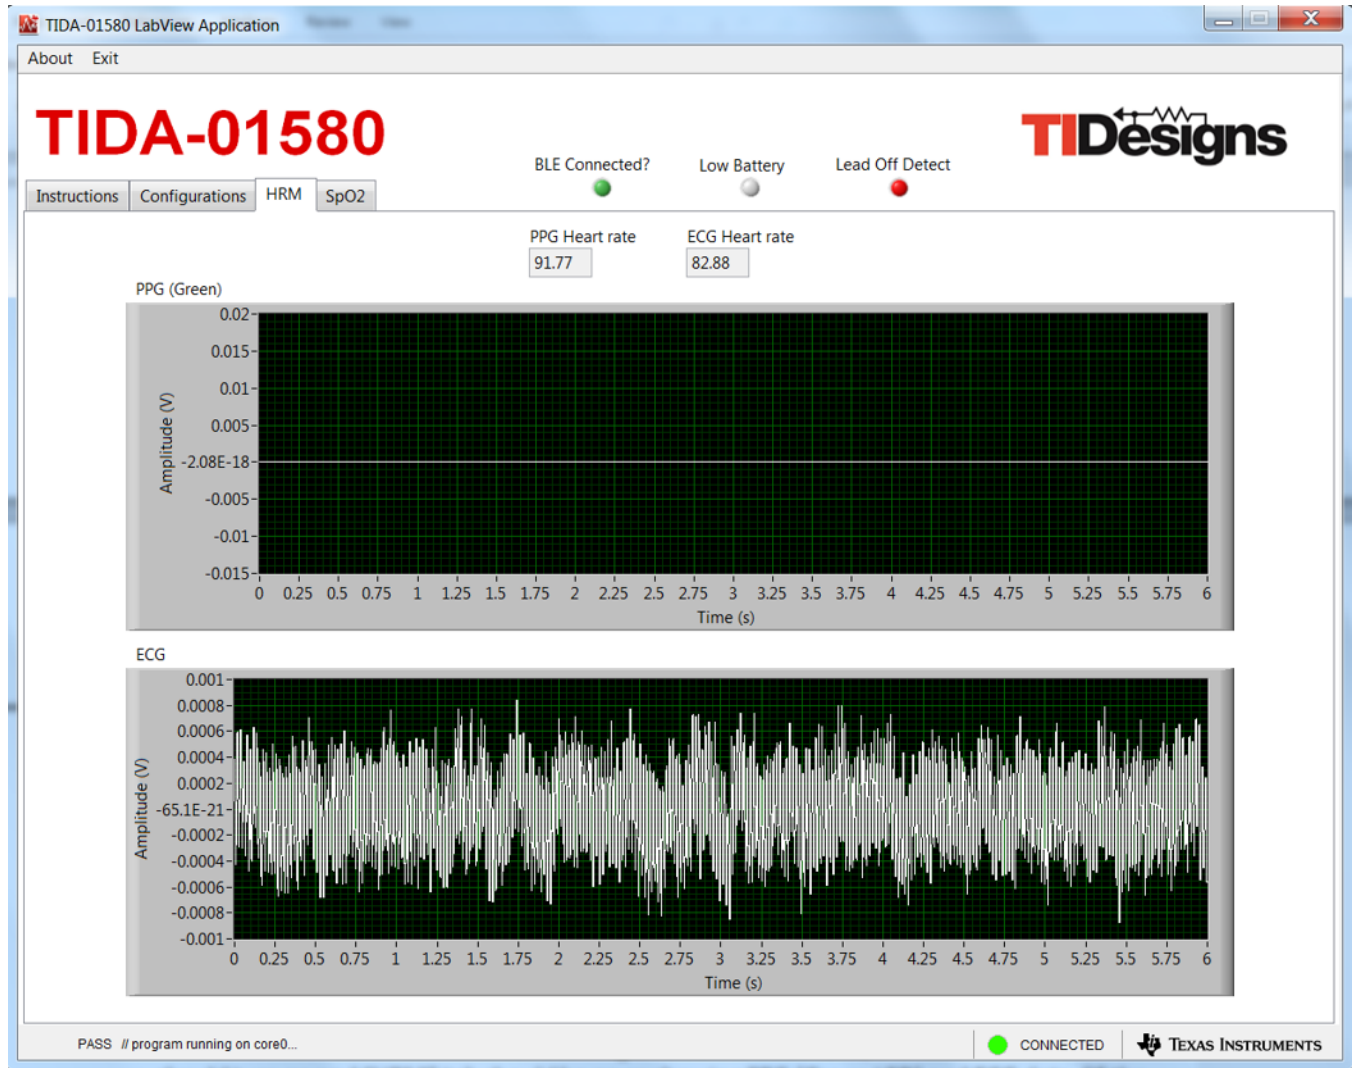 TIDA-01580 LabView Application
About Exit
TIDA-01580
TIDesigns
BLE Connected? Low Battery Lead Off Detect
Instructions Configurations HRM SpO2
PPG Heart rate ECG Heart rate
91.77 82.88
PPG (Green)
0.02
0.015
0.01
0.005
-2.08E-18
-0.005
-0.01
-0.015
Amplitude (V)
0 0.25 0.5 0.75 1 1.25 1.5 1.75 2 2.25 2.5 2.75 3 3.25 3.5 3.75 4 4.25 4.5 4.75 5 5.25 5.5 5.75 6
Time (s)
ECG
0.001
0.0008
0.0006
0.0004
0.0002
-65.1E-21
-0.0002
-0.0004
-0.0006
-0.0008
-0.001
Amplitude (V)
0 0.25 0.5 0.75 1 1.25 1.5 1.75 2 2.25 2.5 2.75 3 3.25 3.5 3.75 4 4.25 4.5 4.75 5 5.25 5.5 5.75 6
Time (s)
PASS // program running on core0...
CONNECTED
TEXAS INSTRUMENTS